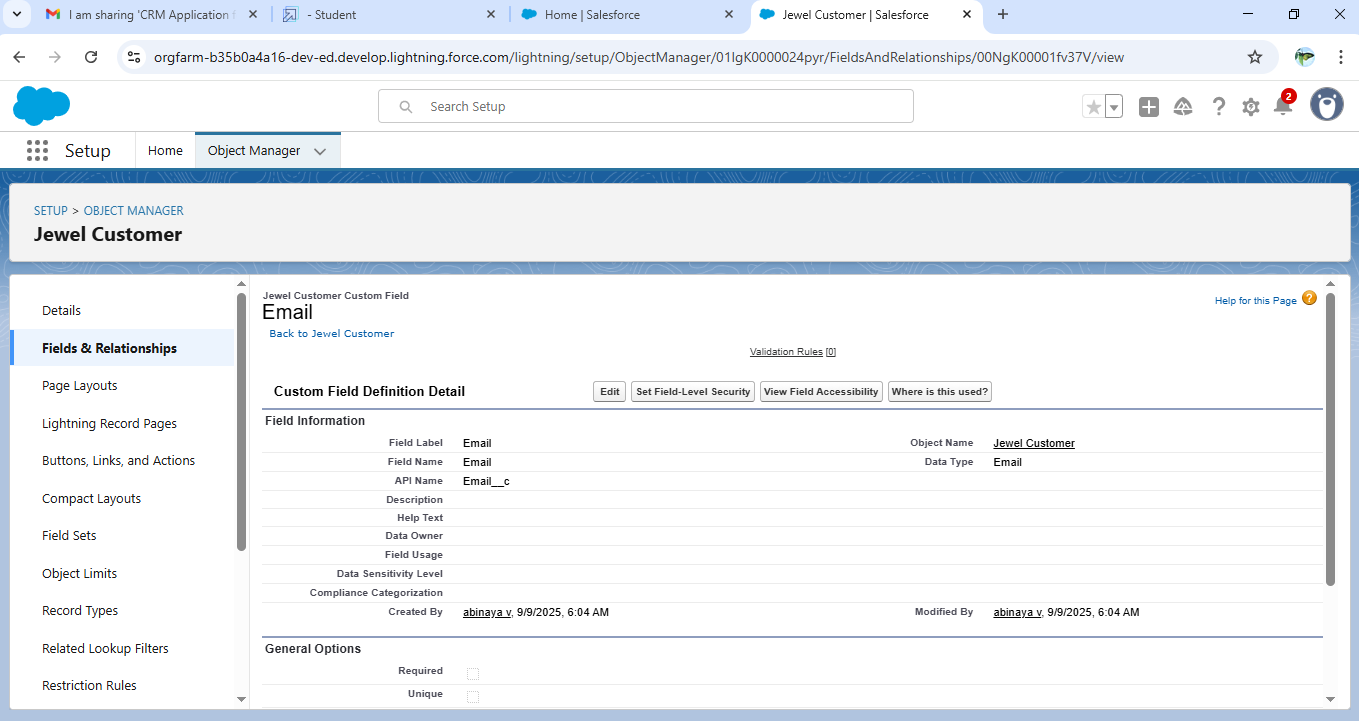 I am sharing 'CRM Application f
- Student
Home | Salesforce
Jewel Customer | Salesforce
orgfarm-b35b0a4a16-dev-ed.develop.lightning.force.com/lightning/setup/ObjectManager/01IgK0000024pyr/FieldsAndRelationships/00NgK00001fv37V/view
Search Setup
2
Setup
Home
Object Manager
SETUP > OBJECT MANAGER
Jewel Customer
Details
Fields & Relationships
Page Layouts
Lightning Record Pages
Buttons, Links, and Actions
Compact Layouts
Field Sets
Object Limits
Record Types
Related Lookup Filters
Restriction Rules
Jewel Customer Custom Field
Email
Back to Jewel Customer
Help for this Page ?
Validation Rules [0]
Custom Field Definition Detail
Edit
Set Field-Level Security
View Field Accessibility
Where is this used?
Field Information
Field Label Email Object Name Jewel Customer
Field Name Email Data Type Email
API Name Email__c
Description
Help Text
Data Owner
Field Usage
Data Sensitivity Level
Compliance Categorization
Created By abinaya v, 9/9/2025, 6:04 AM Modified By abinaya v, 9/9/2025, 6:04 AM
General Options
Required
Unique